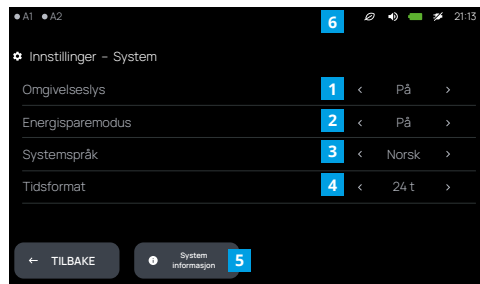 A1 A2 6 21:13
Innstillinger – System
Omgivelseslys 1 < På >
Energisparemodus 2 < På >
Systemspråk 3 < Norsk >
Tidsformat 4 < 24 t >
← TILBAKE System 5
informasjon